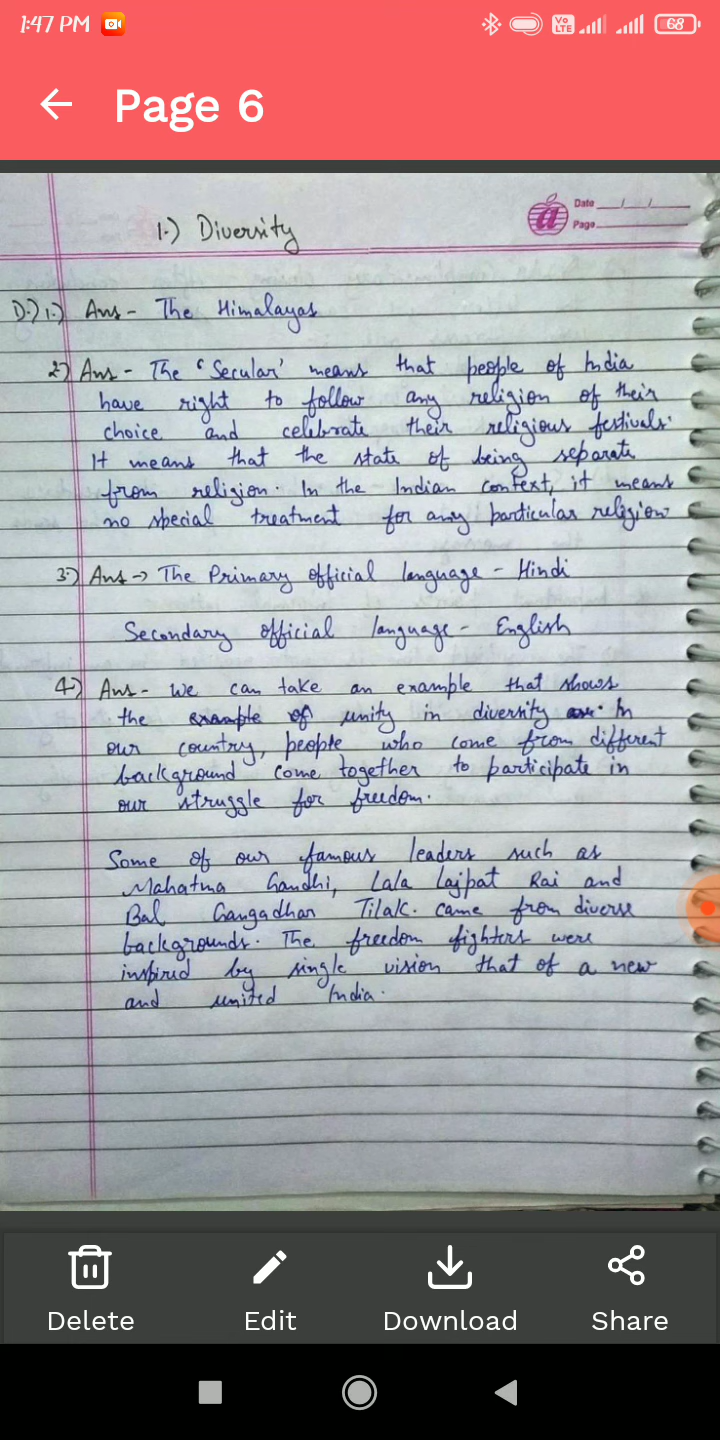 1:47 PM
Vo LTE
68
Page 6
Date __/__/__
Page
1.) Diversity
D.) 1.) Ans - The Himalayas
2.) Ans - The 'Secular' means that people of India
have right to follow any religion of their
choice and celebrate their religious festivals.
It means that the state of being separate
from religion. In the Indian context, it means
no special treatment for any particular religion
3.) Ans → The Primary official language - Hindi
Secondary official language - English
4.) Ans - We can take an example that shows
the unity in diversity. In
our country, people who come from different
background come together to participate in
our struggle for freedom.
Some of our famous leaders such as
Mahatma Gandhi, Lala Lajpat Rai and
Bal Gangadhar Tilak. came from diverse
backgrounds. The freedom fighters were
inspired by single vision that of a new
and united India.
Delete Edit Download Share